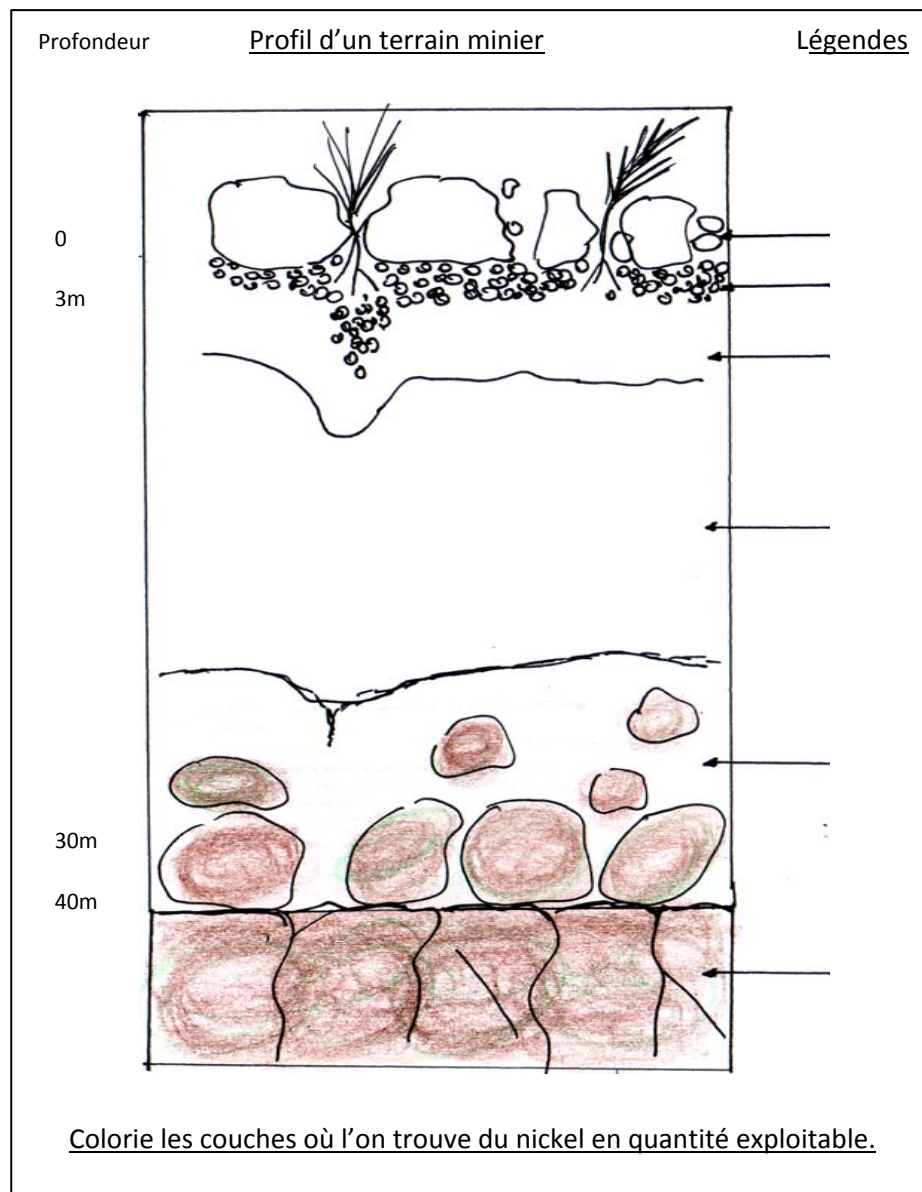 Profondeur Profil d'un terrain minier Légendes
0
3m
30m
40m
Colorie les couches où l'on trouve du nickel en quantité exploitable.